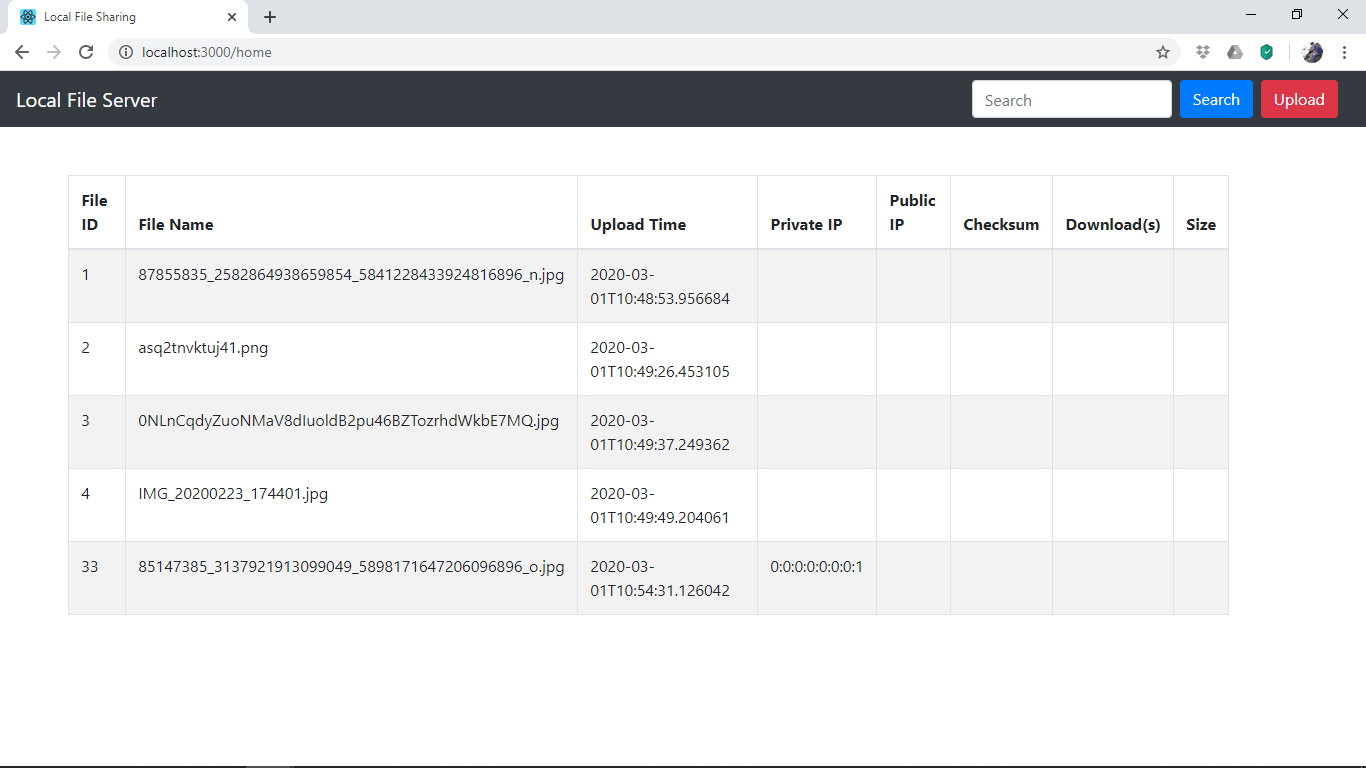 Local File Sharing
localhost:3000/home
Local File Server
Search
Search
Upload
File ID
File Name
Upload Time
Private IP
Public IP
Checksum
Download(s)
Size
1
87855835_2582864938659854_5841228433924816896_n.jpg
2020-03-
01T10:48:53.956684
2
asq2tnvktuj41.png
2020-03-
01T10:49:26.453105
3
0NLnCqdyZuoNMaV8dIuoldB2pu46BZTozrhdWkbE7MQ.jpg
2020-03-
01T10:49:37.249362
4
IMG_20200223_174401.jpg
2020-03-
01T10:49:49.204061
33
85147385_3137921913099049_5898171647206096896_o.jpg
2020-03-
01T10:54:31.126042
0:0:0:0:0:0:0:1